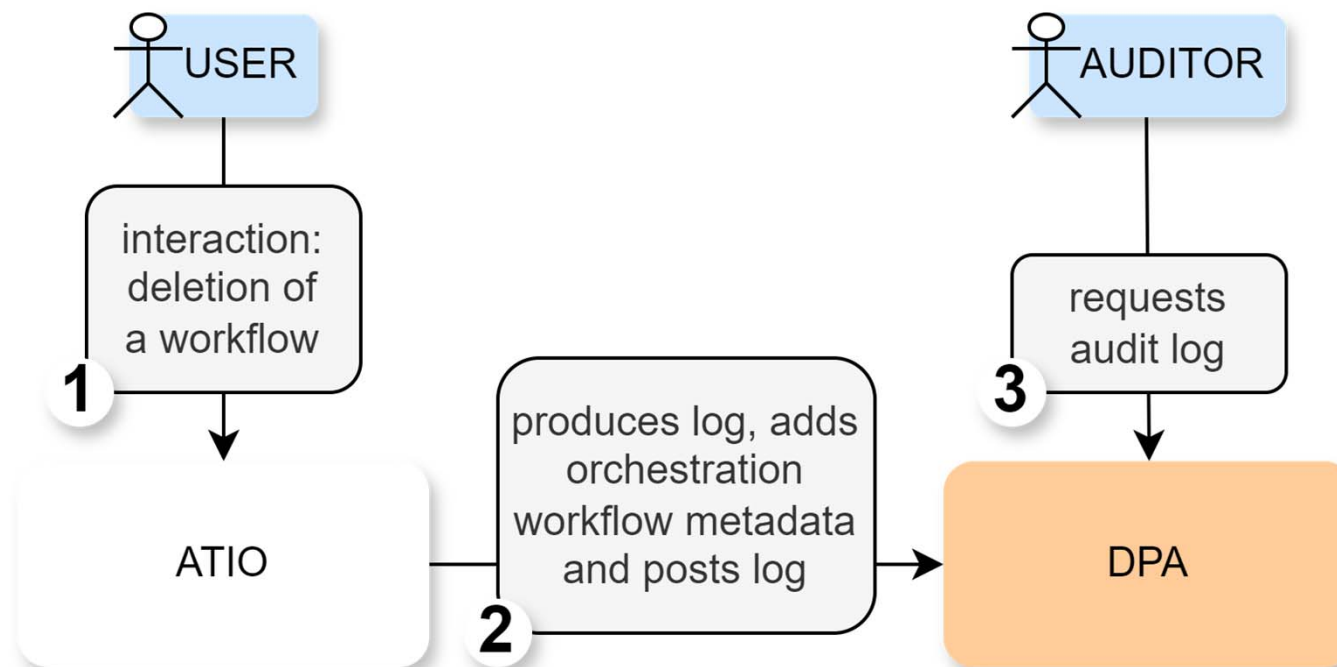 USER
AUDITOR
interaction:
deletion of
a workflow
1
requests
audit log
3
produces log, adds
orchestration
workflow metadata
and posts log
2
ATIO
DPA